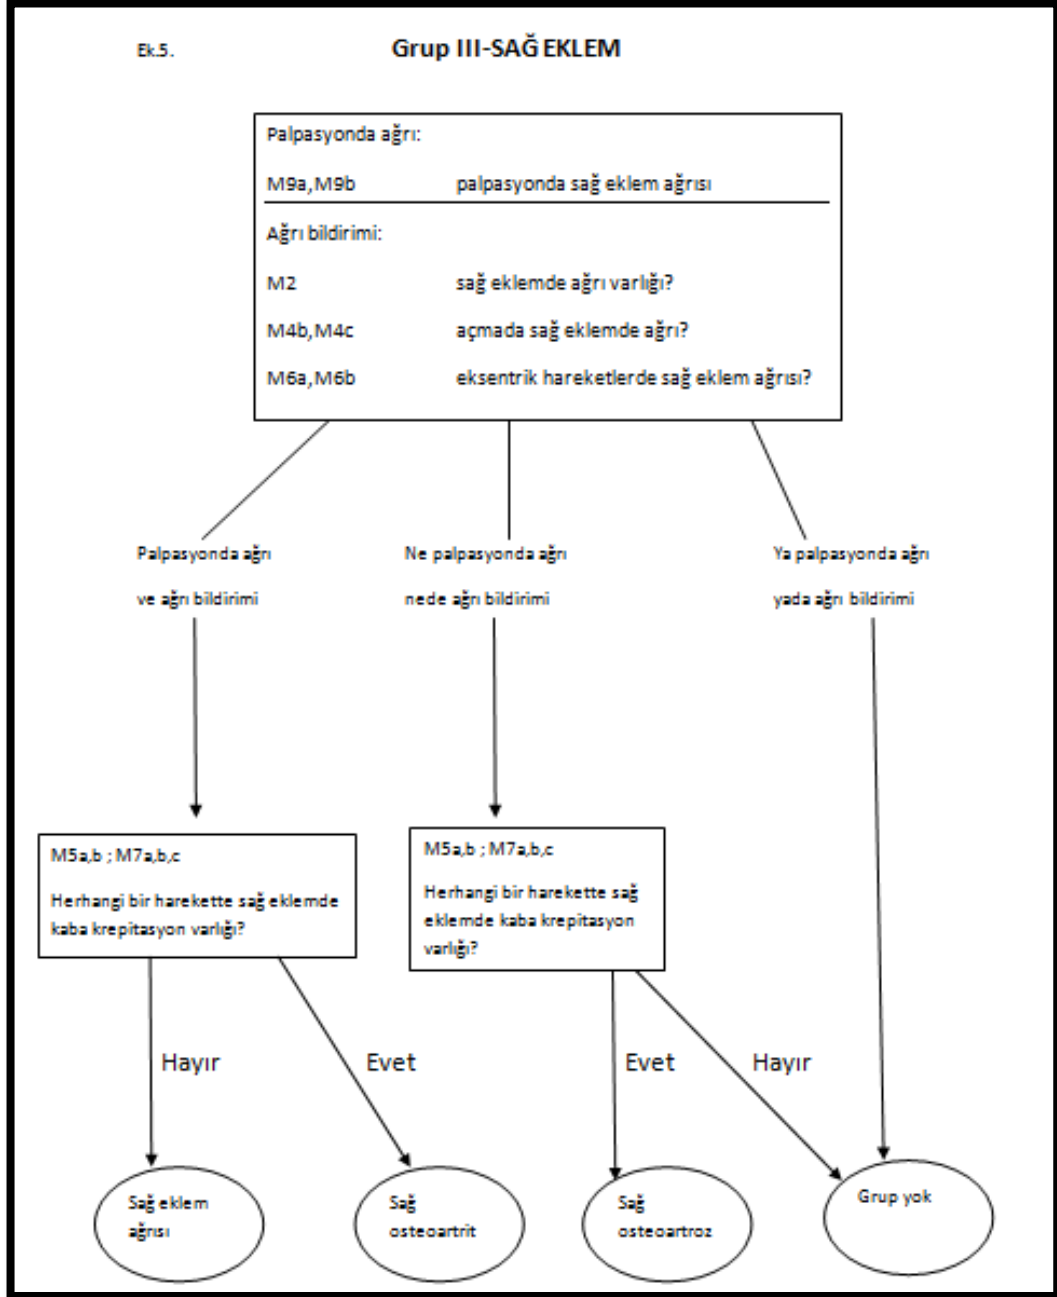 Ek.5.
Grup III-SAĞ EKLEM
Palpasyonda ağrı:
M9a,M9b palpasyonda sağ eklem ağrısı
Ağrı bildirimi:
M2 sağ eklemde ağrı varlığı?
M4b,M4c açmada sağ eklemde ağrı?
M6a,M6b eksentrik hareketlerde sağ eklem ağrısı?
Palpasyonda ağrı
ve ağrı bildirimi
Ne palpasyonda ağrı
nede ağrı bildirimi
Ya palpasyonda ağrı
yada ağrı bildirimi
M5a,b ; M7a,b,c
Herhangi bir harekette sağ eklemde
kaba krepitasyon varlığı?
M5a,b ; M7a,b,c
Herhangi bir harekette sağ
eklemde kaba krepitasyon
varlığı?
Hayır
Evet
Evet
Hayır
Sağ eklem
ağrısı
Sağ
osteoartrit
Sağ
osteoartroz
Grup yok